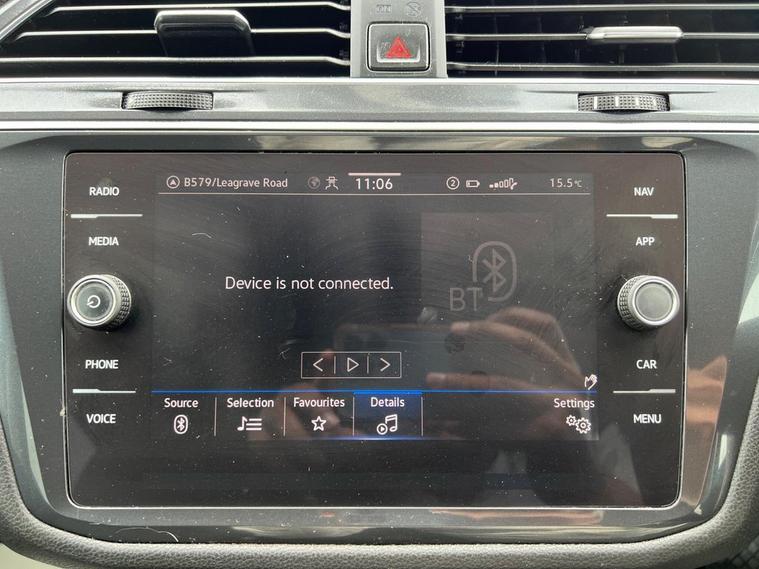 RADIO
MEDIA
PHONE
VOICE
B579/Leagrave Road
11:06
2
15.5°C
Device is not connected.
BT
Source
Selection
Favourites
Details
Settings
NAV
APP
CAR
MENU